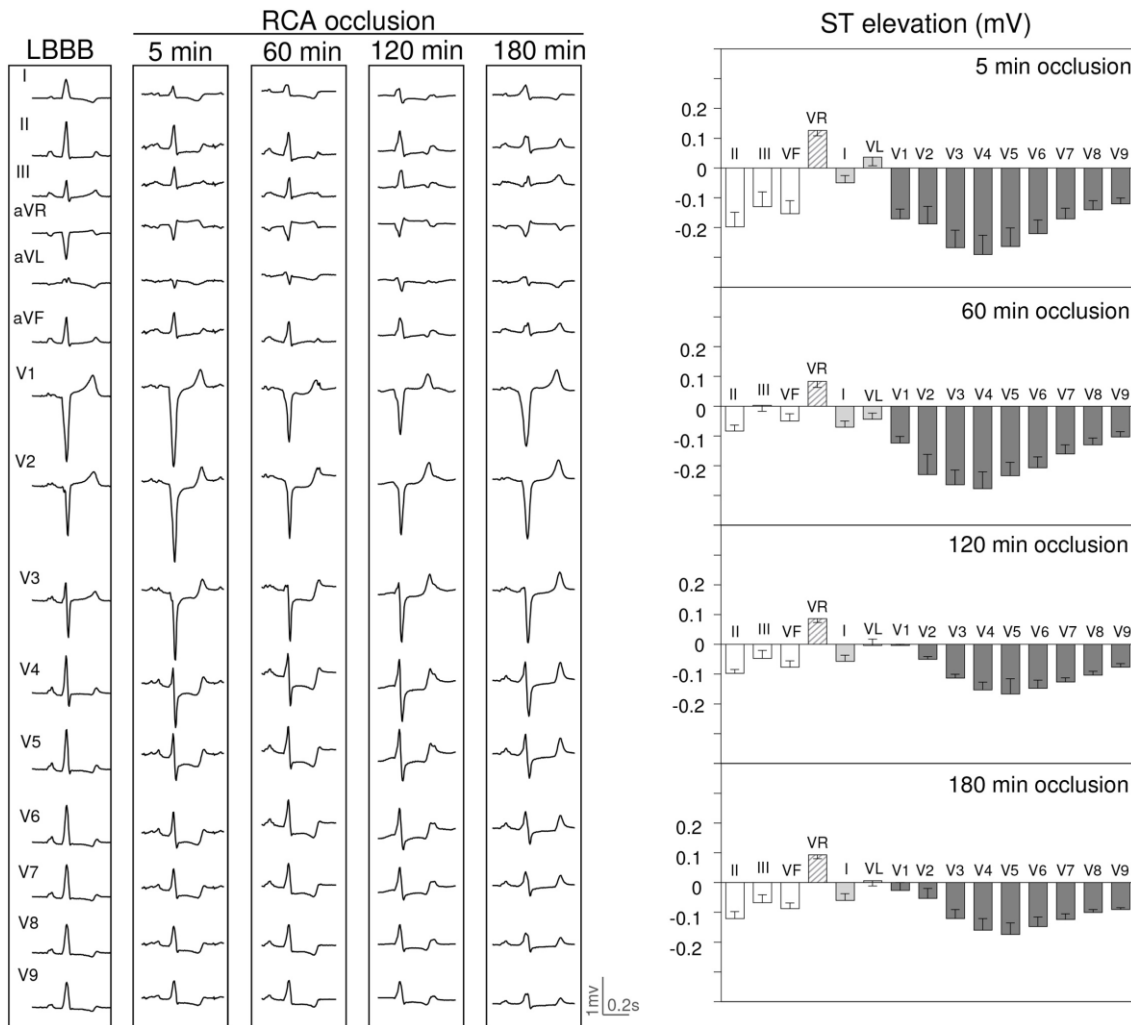 RCA occlusion
LBBB 5 min 60 min 120 min 180 min
I
II
III
aVR
aVL
aVF
V1
V2
V3
V4
V5
V6
V7
V8
V9
1mv
0.2s
ST elevation (mV)
5 min occlusion
0.2
0.1
0
-0.1
-0.2
II III VF VR I VL V1 V2 V3 V4 V5 V6 V7 V8 V9
60 min occlusion
0.2
0.1
0
-0.1
-0.2
II III VF VR I VL V1 V2 V3 V4 V5 V6 V7 V8 V9
120 min occlusion
0.2
0.1
0
-0.1
-0.2
II III VF VR I VL V1 V2 V3 V4 V5 V6 V7 V8 V9
180 min occlusion
0.2
0.1
0
-0.1
-0.2
II III VF VR I VL V1 V2 V3 V4 V5 V6 V7 V8 V9